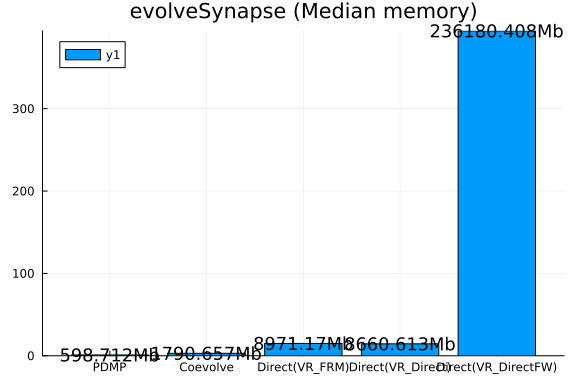 evolveSynapse (Median memory)
y1
236180.408Mb
300
200
100
0
598.712Mb
1790.657Mb
8971.17Mb
8660.613Mb
PDMP
Coevolve
Direct(VR_FRM)
Direct(VR_Direct)
Direct(VR_DirectFW)